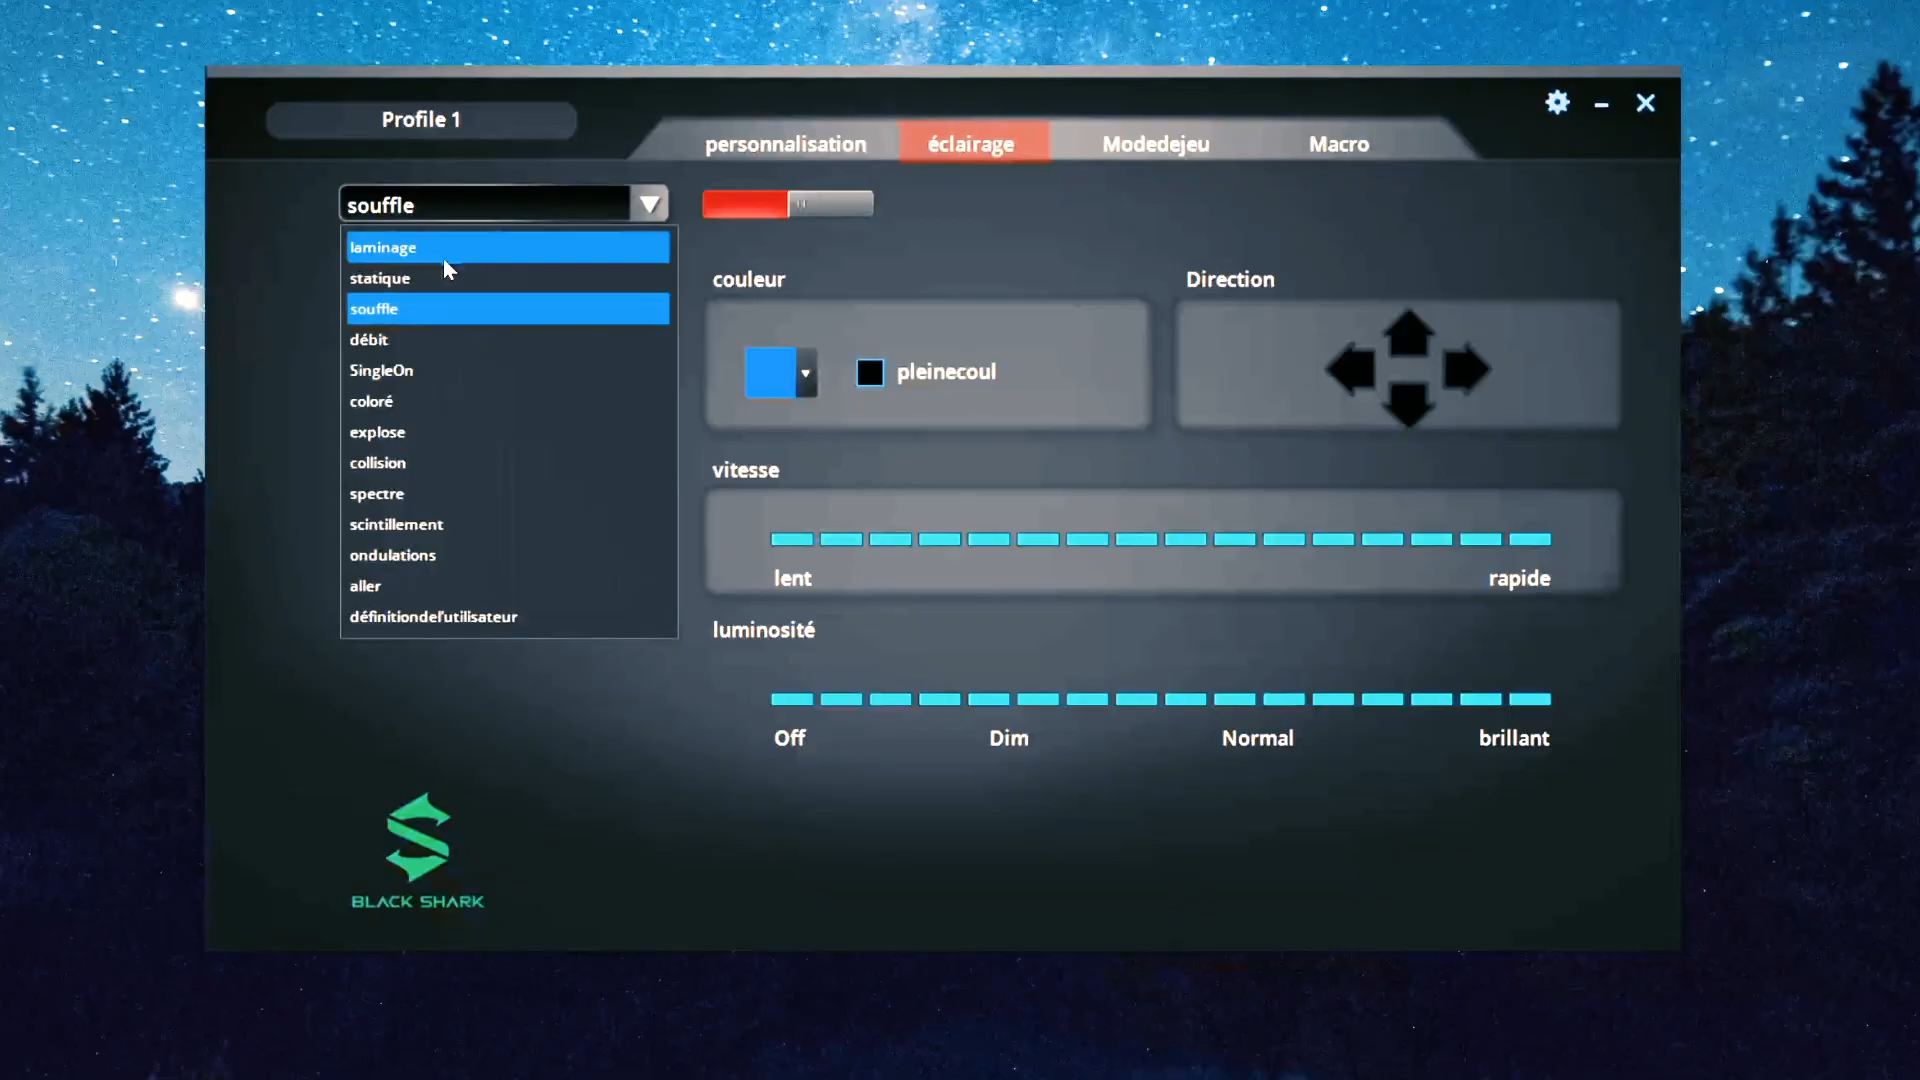 Profile 1
personnalisation
éclairage
Modedejeu
Macro
souffle
laminage
statique
souffle
débit
SingleOn
coloré
explose
collision
spectre
scintillement
ondulations
aller
définitiondel'utilisateur
couleur
pleinecoul
Direction
vitesse
lent
rapide
luminosité
Off
Dim
Normal
brillant
BLACK SHARK